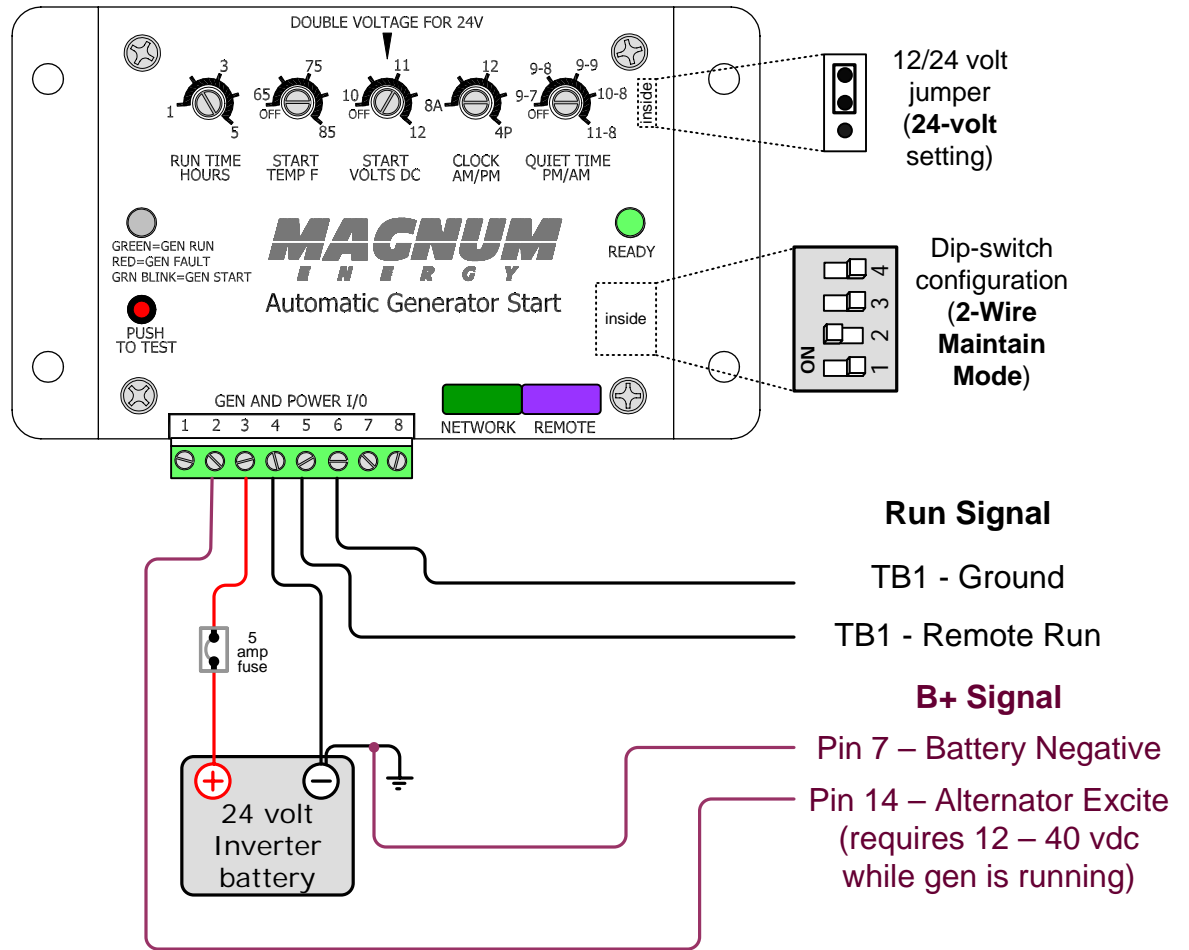 DOUBLE VOLTAGE FOR 24V
1 3 5
65 75 85 OFF
10 11 12 OFF
8A 12 4P
9-7 9-8 9-9 10-8 11-8 OFF
RUN TIME
HOURS
START
TEMP F
START
VOLTS DC
CLOCK
AM/PM
QUIET TIME
PM/AM
inside
12/24 volt
jumper
(24-volt
setting)
GREEN=GEN RUN
RED=GEN FAULT
GRN BLINK=GEN START
MAGNUM
ENERGY
Automatic Generator Start
READY
PUSH
TO TEST
inside
ON
1 2 3 4
Dip-switch
configuration
(2-Wire
Maintain
Mode)
GEN AND POWER I/0
1 2 3 4 5 6 7 8
NETWORK REMOTE
Run Signal
TB1 - Ground
TB1 - Remote Run
5
amp
fuse
B+ Signal
Pin 7 – Battery Negative
Pin 14 – Alternator Excite
(requires 12 – 40 vdc
while gen is running)
+ −
24 volt
Inverter
battery